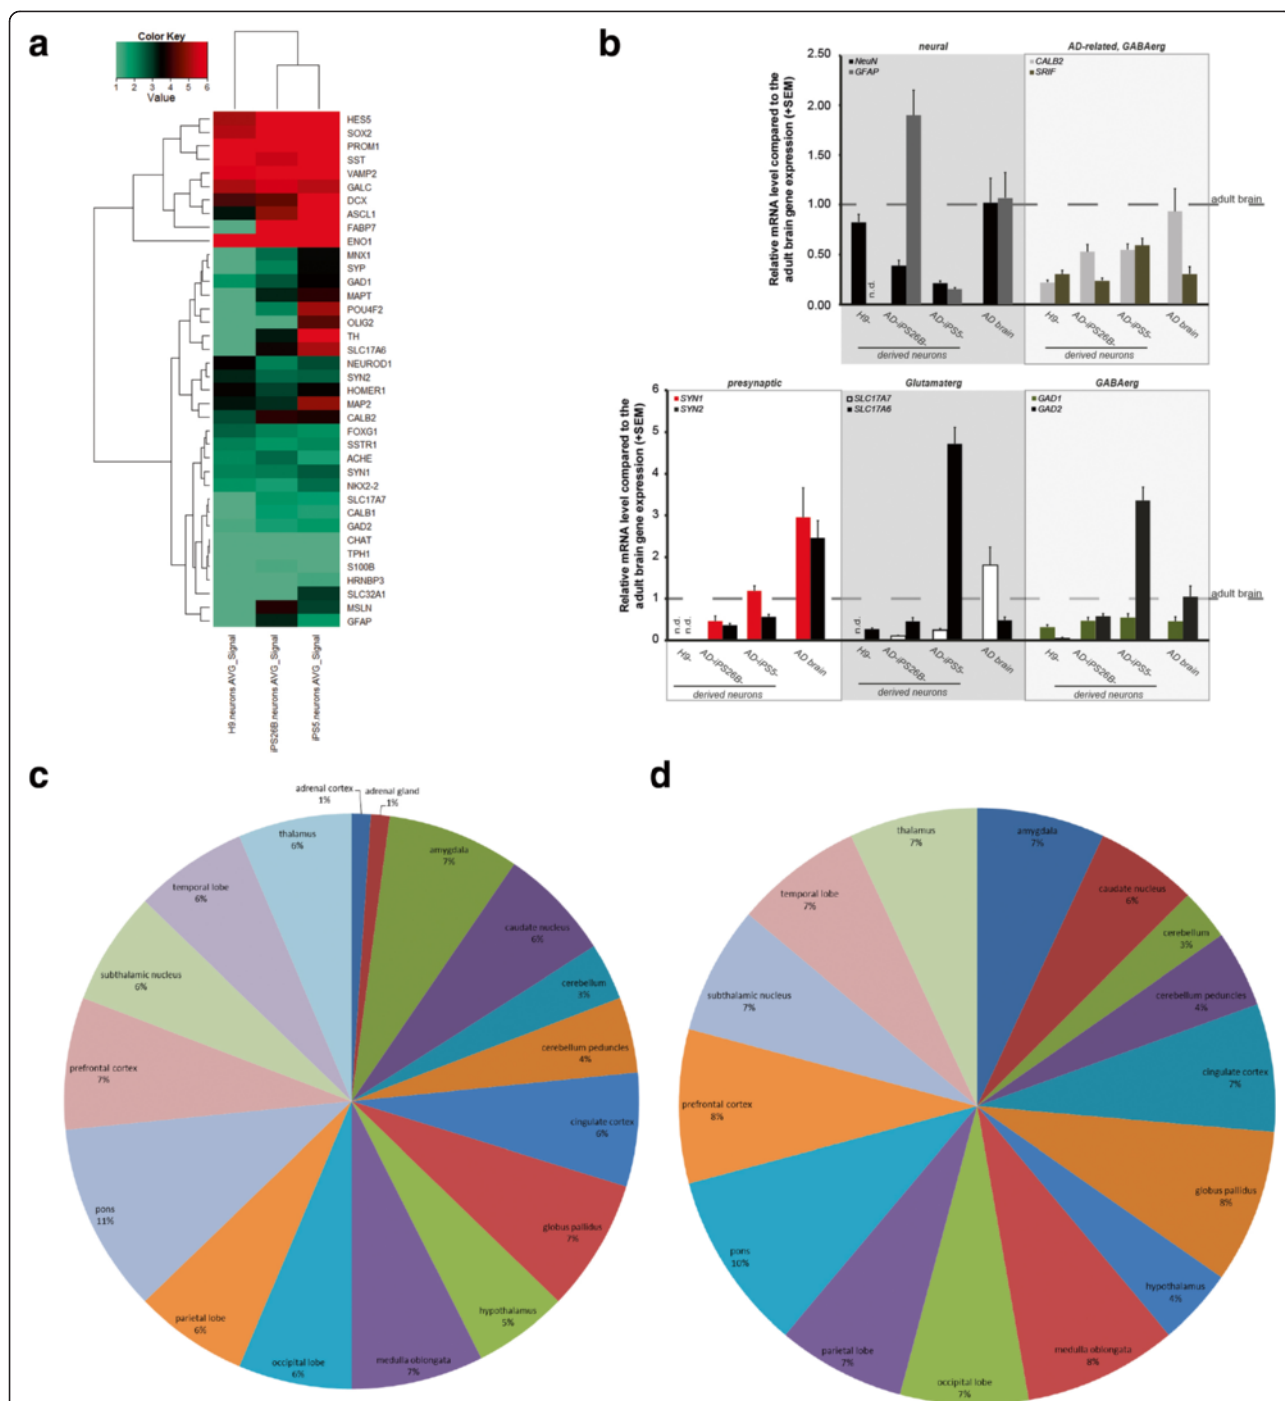 a
Color Key
1 2 3 4 5 6
Value
HES5
SOX2
PROM1
SST
VAMP2
GALC
DCX
ASCL1
FABP7
ENO1
MNX1
SYP
GAD1
MAPT
POU4F2
OLIG2
TH
SLC17A6
NEUROD1
SYN2
HOMER1
MAP2
CALB2
FOXG1
SSTR1
ACHE
SYN1
NKX2-2
SLC17A7
CALB1
GAD2
CHAT
TPH1
S100B
HRNBP3
SLC32A1
MSLN
GFAP
H9.neurons.AVG_Signal
iPS26B.neurons.AVG_Signal
iPS5.neurons.AVG_Signal
b
neural
AD-related, GABAerg
NeuN
GFAP
CALB2
SRIF
Relative mRNA level compared to the
adult brain gene expression (+SEM)
2.50
2.00
1.50
1.00
0.50
0.00
adult brain
n.d.
H9-
AD-iPS26B-
AD-iPS5-
AD brain
derived neurons
H9-
AD-iPS26B-
AD-iPS5-
AD brain
derived neurons
presynaptic
Glutamaterg
GABAerg
SYN1
SYN2
SLC17A7
SLC17A6
GAD1
GAD2
Relative mRNA level compared to the
adult brain gene expression (+SEM)
6
5
4
3
2
1
0
adult brain
n.d.
n.d.
n.d.
H9-
AD-iPS26B-
AD-iPS5-
AD brain
derived neurons
H9-
AD-iPS26B-
AD-iPS5-
AD brain
derived neurons
H9-
AD-iPS26B-
AD-iPS5-
AD brain
derived neurons
c
adrenal cortex
1%
adrenal gland
1%
amygdala
7%
caudate nucleus
6%
cerebellum
3%
cerebellum peduncles
4%
cingulate cortex
6%
globus pallidus
7%
hypothalamus
5%
medulla oblongata
7%
occipital lobe
6%
parietal lobe
6%
pons
11%
prefrontal cortex
7%
subthalamic nucleus
6%
temporal lobe
6%
thalamus
6%
d
amygdala
7%
caudate nucleus
6%
cerebellum
3%
cerebellum peduncles
4%
cingulate cortex
7%
globus pallidus
8%
hypothalamus
4%
medulla oblongata
8%
occipital lobe
7%
parietal lobe
7%
pons
10%
prefrontal cortex
8%
subthalamic nucleus
7%
temporal lobe
7%
thalamus
7%